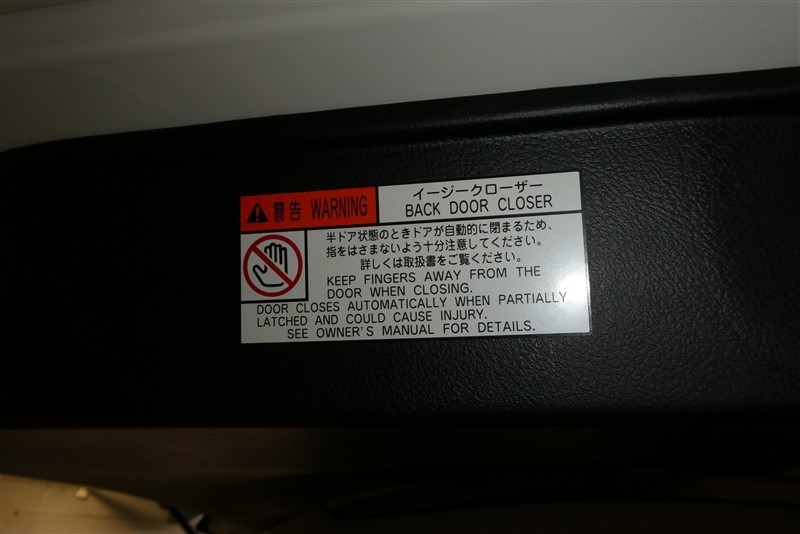 警告 WARNING
イージークローザー
BACK DOOR CLOSER
半ドア状態のときドアが自動的に閉まるため、
指をはさまないよう十分注意してください。
詳しくは取扱書をご覧ください。
KEEP FINGERS AWAY FROM THE
DOOR WHEN CLOSING.
DOOR CLOSES AUTOMATICALLY WHEN PARTIALLY
LATCHED AND COULD CAUSE INJURY.
SEE OWNER'S MANUAL FOR DETAILS.